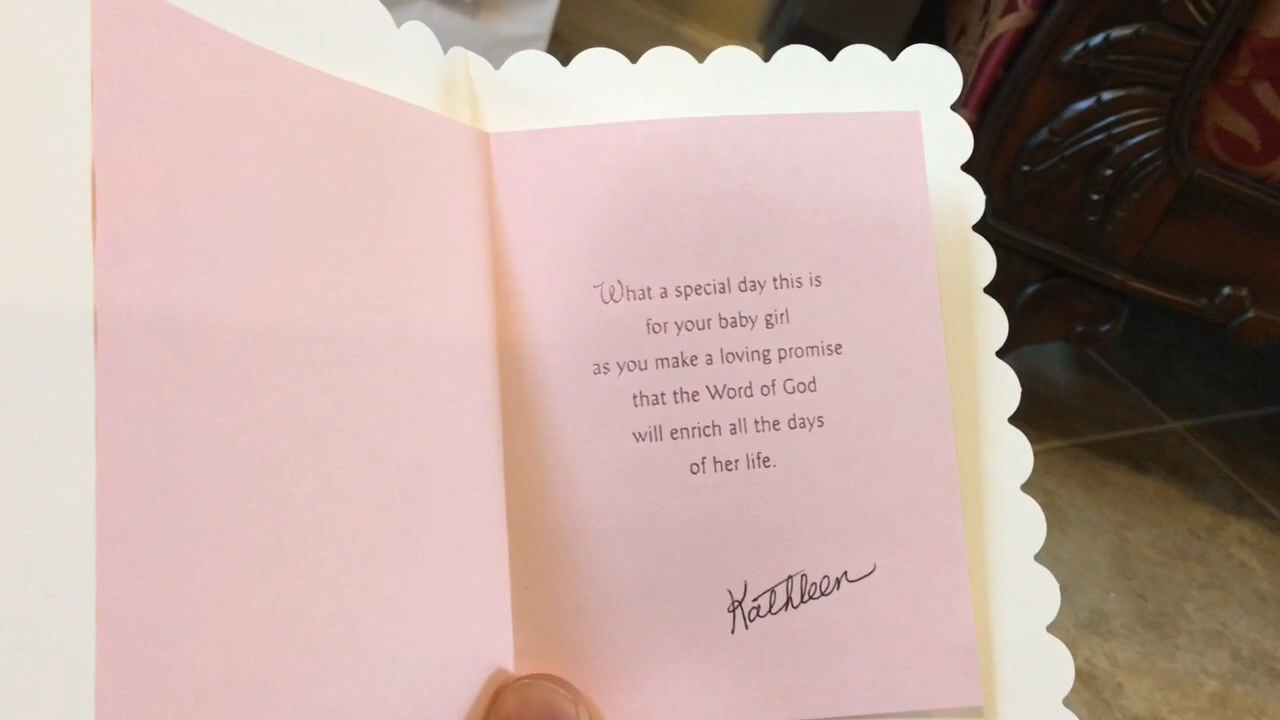 What a special day this is
for your baby girl
as you make a loving promise
that the Word of God
will enrich all the days
of her life.
Kathleen